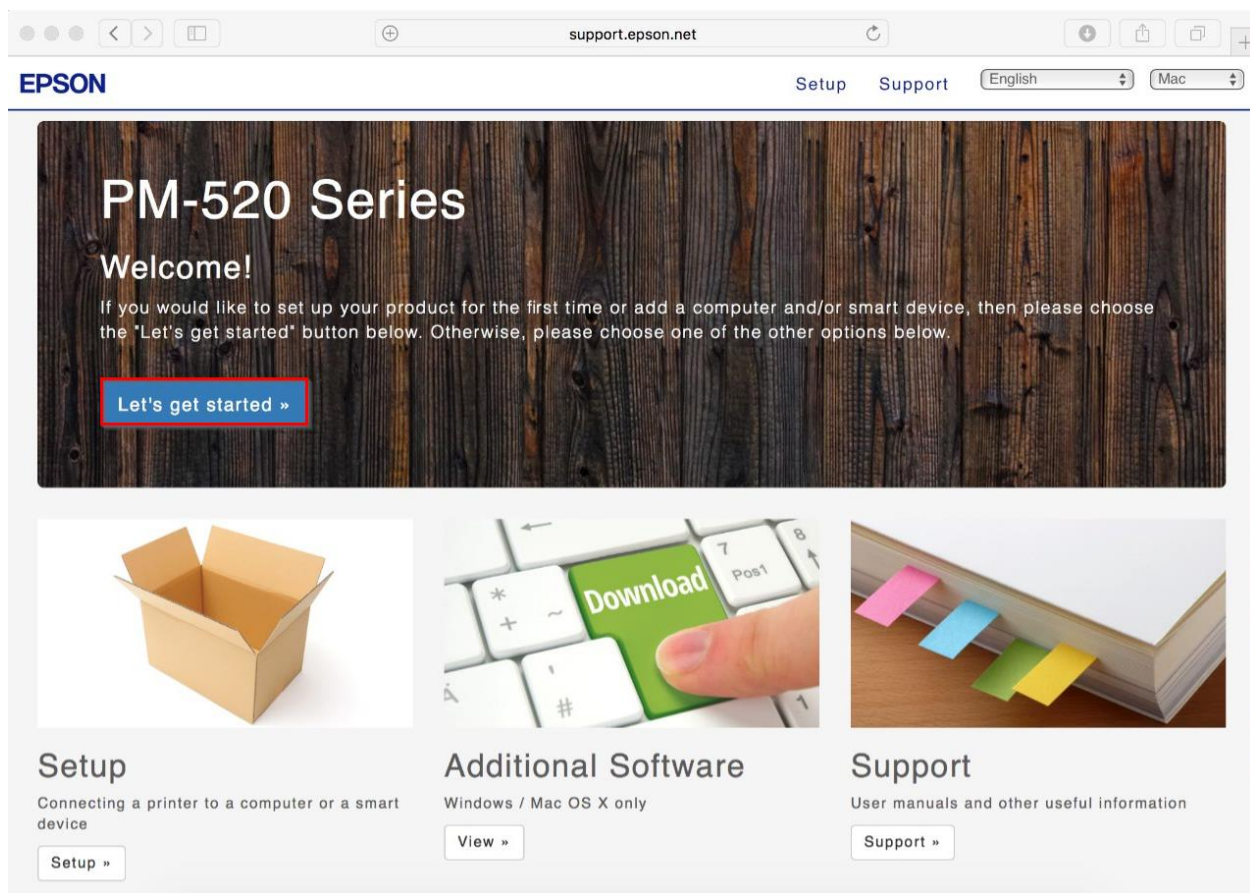 support.epson.net
EPSON
Setup
Support
English
Mac
PM-520 Series
Welcome!
If you would like to set up your product for the first time or add a computer and/or smart device, then please choose
the "Let's get started" button below. Otherwise, please choose one of the other options below.
Let's get started »
7
Pos1
8
*
+
~
Download
'
#
Á
1
Setup
Connecting a printer to a computer or a smart
device
Setup »
Additional Software
Windows / Mac OS X only
View »
Support
User manuals and other useful information
Support »